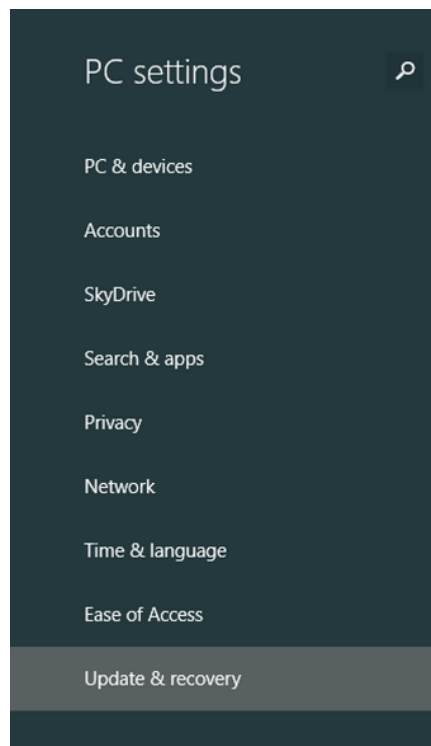 PC settings
PC & devices
Accounts
SkyDrive
Search & apps
Privacy
Network
Time & language
Ease of Access
Update & recovery